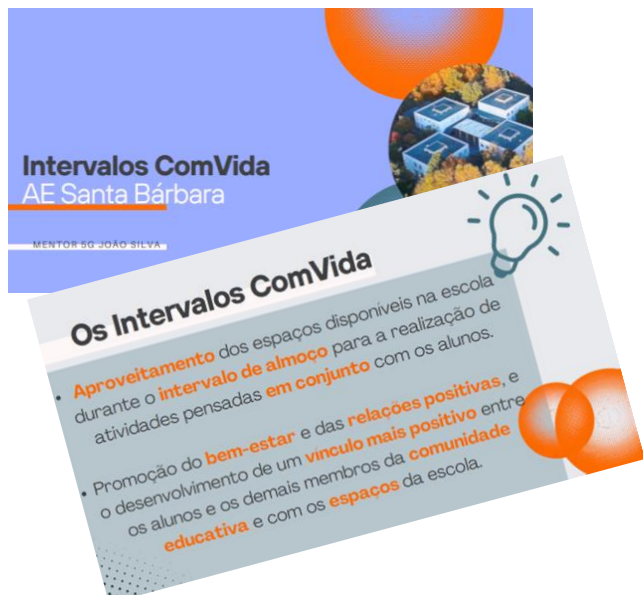 Intervalos ComVida
AE Santa Bárbara
MENTOR 5G JOÃO SILVA
Os Intervalos ComVida
• Aproveitamento dos espaços disponíveis na escola
durante o intervalo de almoço para a realização de
atividades pensadas em conjunto com os alunos.
• Promoção do bem-estar e das relações positivas, e
o desenvolvimento de um vínculo mais positivo entre
os alunos e os demais membros da comunidade
educativa e com os espaços da escola.